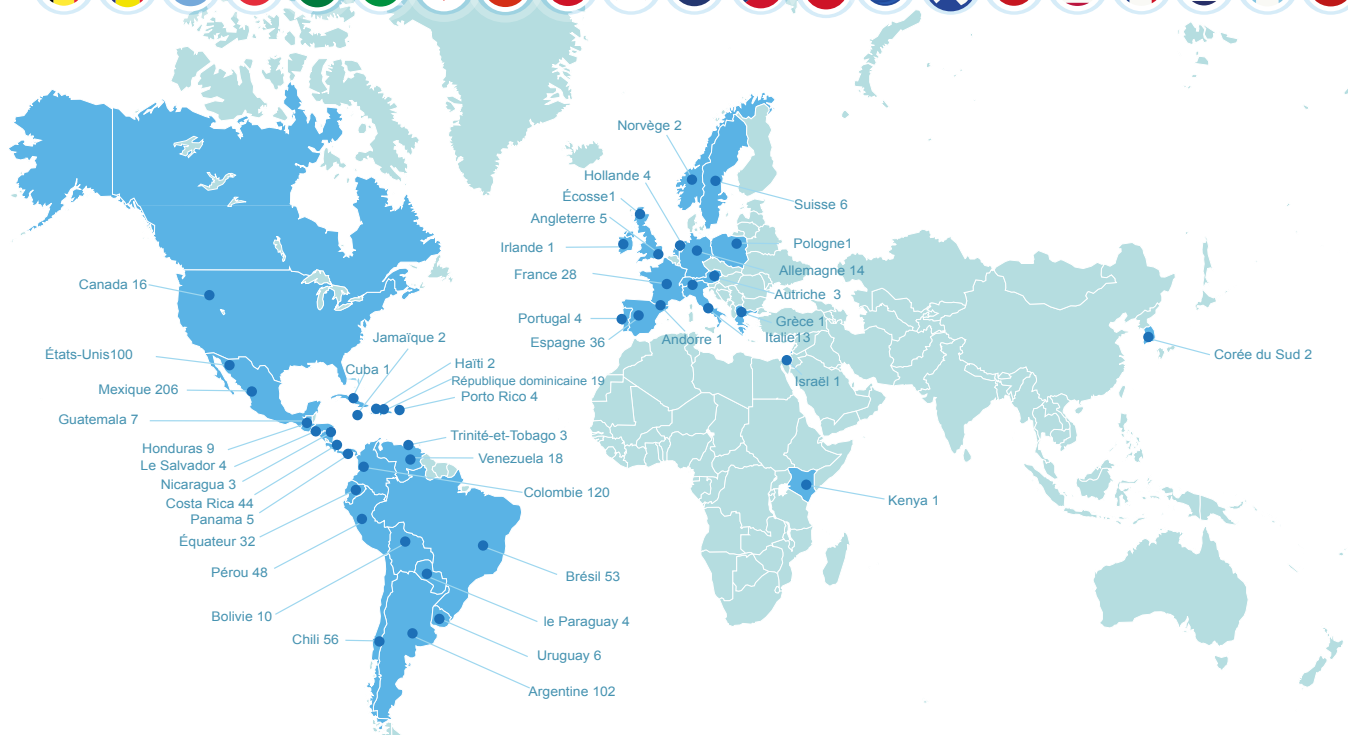 Norvège 2
Hollande 4
Écosse1
Suisse 6
Angleterre 5
Irlande 1
Pologne1
Allemagne 14
France 28
Autriche 3
Portugal 4
Grèce 1
Espagne 36
Andorre 1
Italie13
Israël 1
Corée du Sud 2
Kenya 1
Canada 16
États-Unis100
Mexique 206
Guatemala 7
Honduras 9
Le Salvador 4
Nicaragua 3
Costa Rica 44
Panama 5
Équateur 32
Pérou 48
Bolivie 10
Chili 56
Jamaïque 2
Cuba 1
Haïti 2
République dominicaine 19
Porto Rico 4
Trinité-et-Tobago 3
Venezuela 18
Colombie 120
Brésil 53
le Paraguay 4
Uruguay 6
Argentine 102